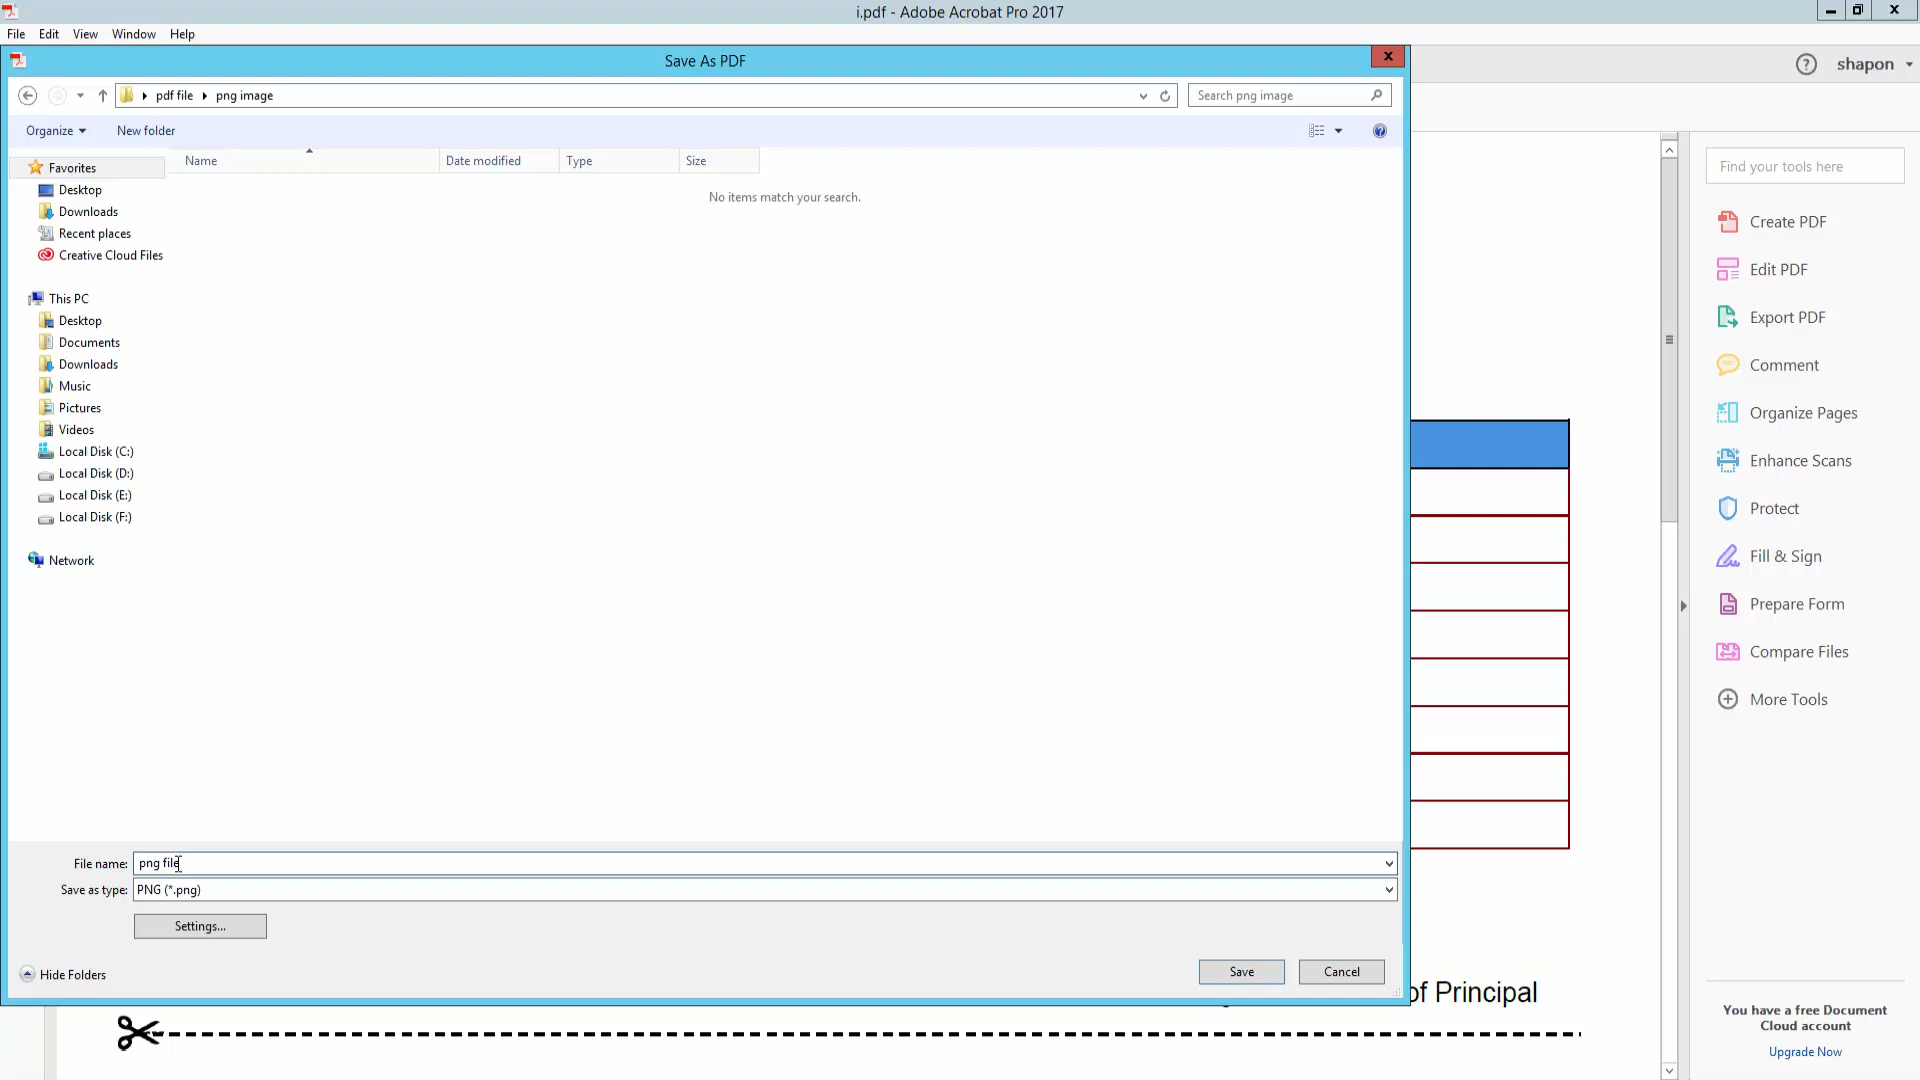 i.pdf - Adobe Acrobat Pro 2017
File Edit View Window Help
Save As PDF
shapon
pdf file png image
Search png image
Organize New folder
Name Date modified Type Size
No items match your search.
Favorites
Desktop
Downloads
Recent places
Creative Cloud Files
This PC
Desktop
Documents
Downloads
Music
Pictures
Videos
Local Disk (C:)
Local Disk (D:)
Local Disk (E:)
Local Disk (F:)
Network
File name: png file
Save as type: PNG (*.png)
Settings...
Hide Folders
Save Cancel
of Principal
Find your tools here
Create PDF
Edit PDF
Export PDF
Comment
Organize Pages
Enhance Scans
Protect
Fill & Sign
Prepare Form
Compare Files
More Tools
You have a free Document
Cloud account
Upgrade Now